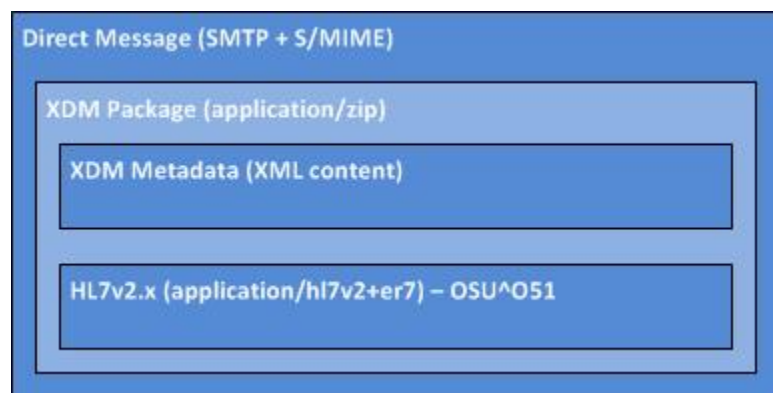 Direct Message (SMTP + S/MIME)
XDM Package (application/zip)
XDM Metadata (XML content)
HL7v2.x (application/hl7v2+er7) – OSU^O51